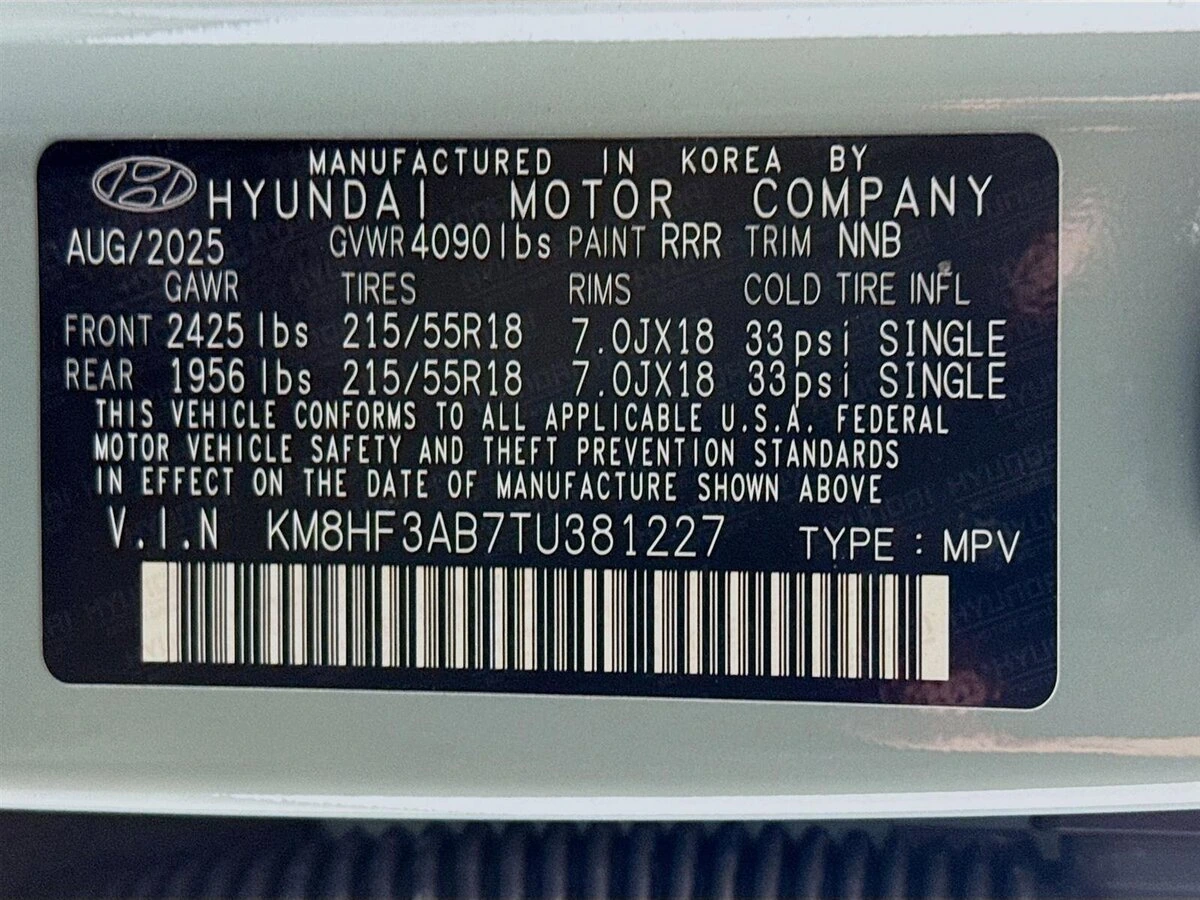 MANUFACTURED IN KOREA BY
HYUNDAI MOTOR COMPANY
AUG/2025 GVWR 4090 lbs PAINT RRR TRIM NNB
GAWR TIRES RIMS COLD TIRE INFL
FRONT 2425 lbs 215/55R18 7.0JX18 33psi SINGLE
REAR 1956 lbs 215/55R18 7.0JX18 33psi SINGLE
THIS VEHICLE CONFORMS TO ALL APPLICABLE U.S.A. FEDERAL
MOTOR VEHICLE SAFETY AND THEFT PREVENTION STANDARDS
IN EFFECT ON THE DATE OF MANUFACTURE SHOWN ABOVE
V.I.N KM8HF3AB7TU381227 TYPE : MPV